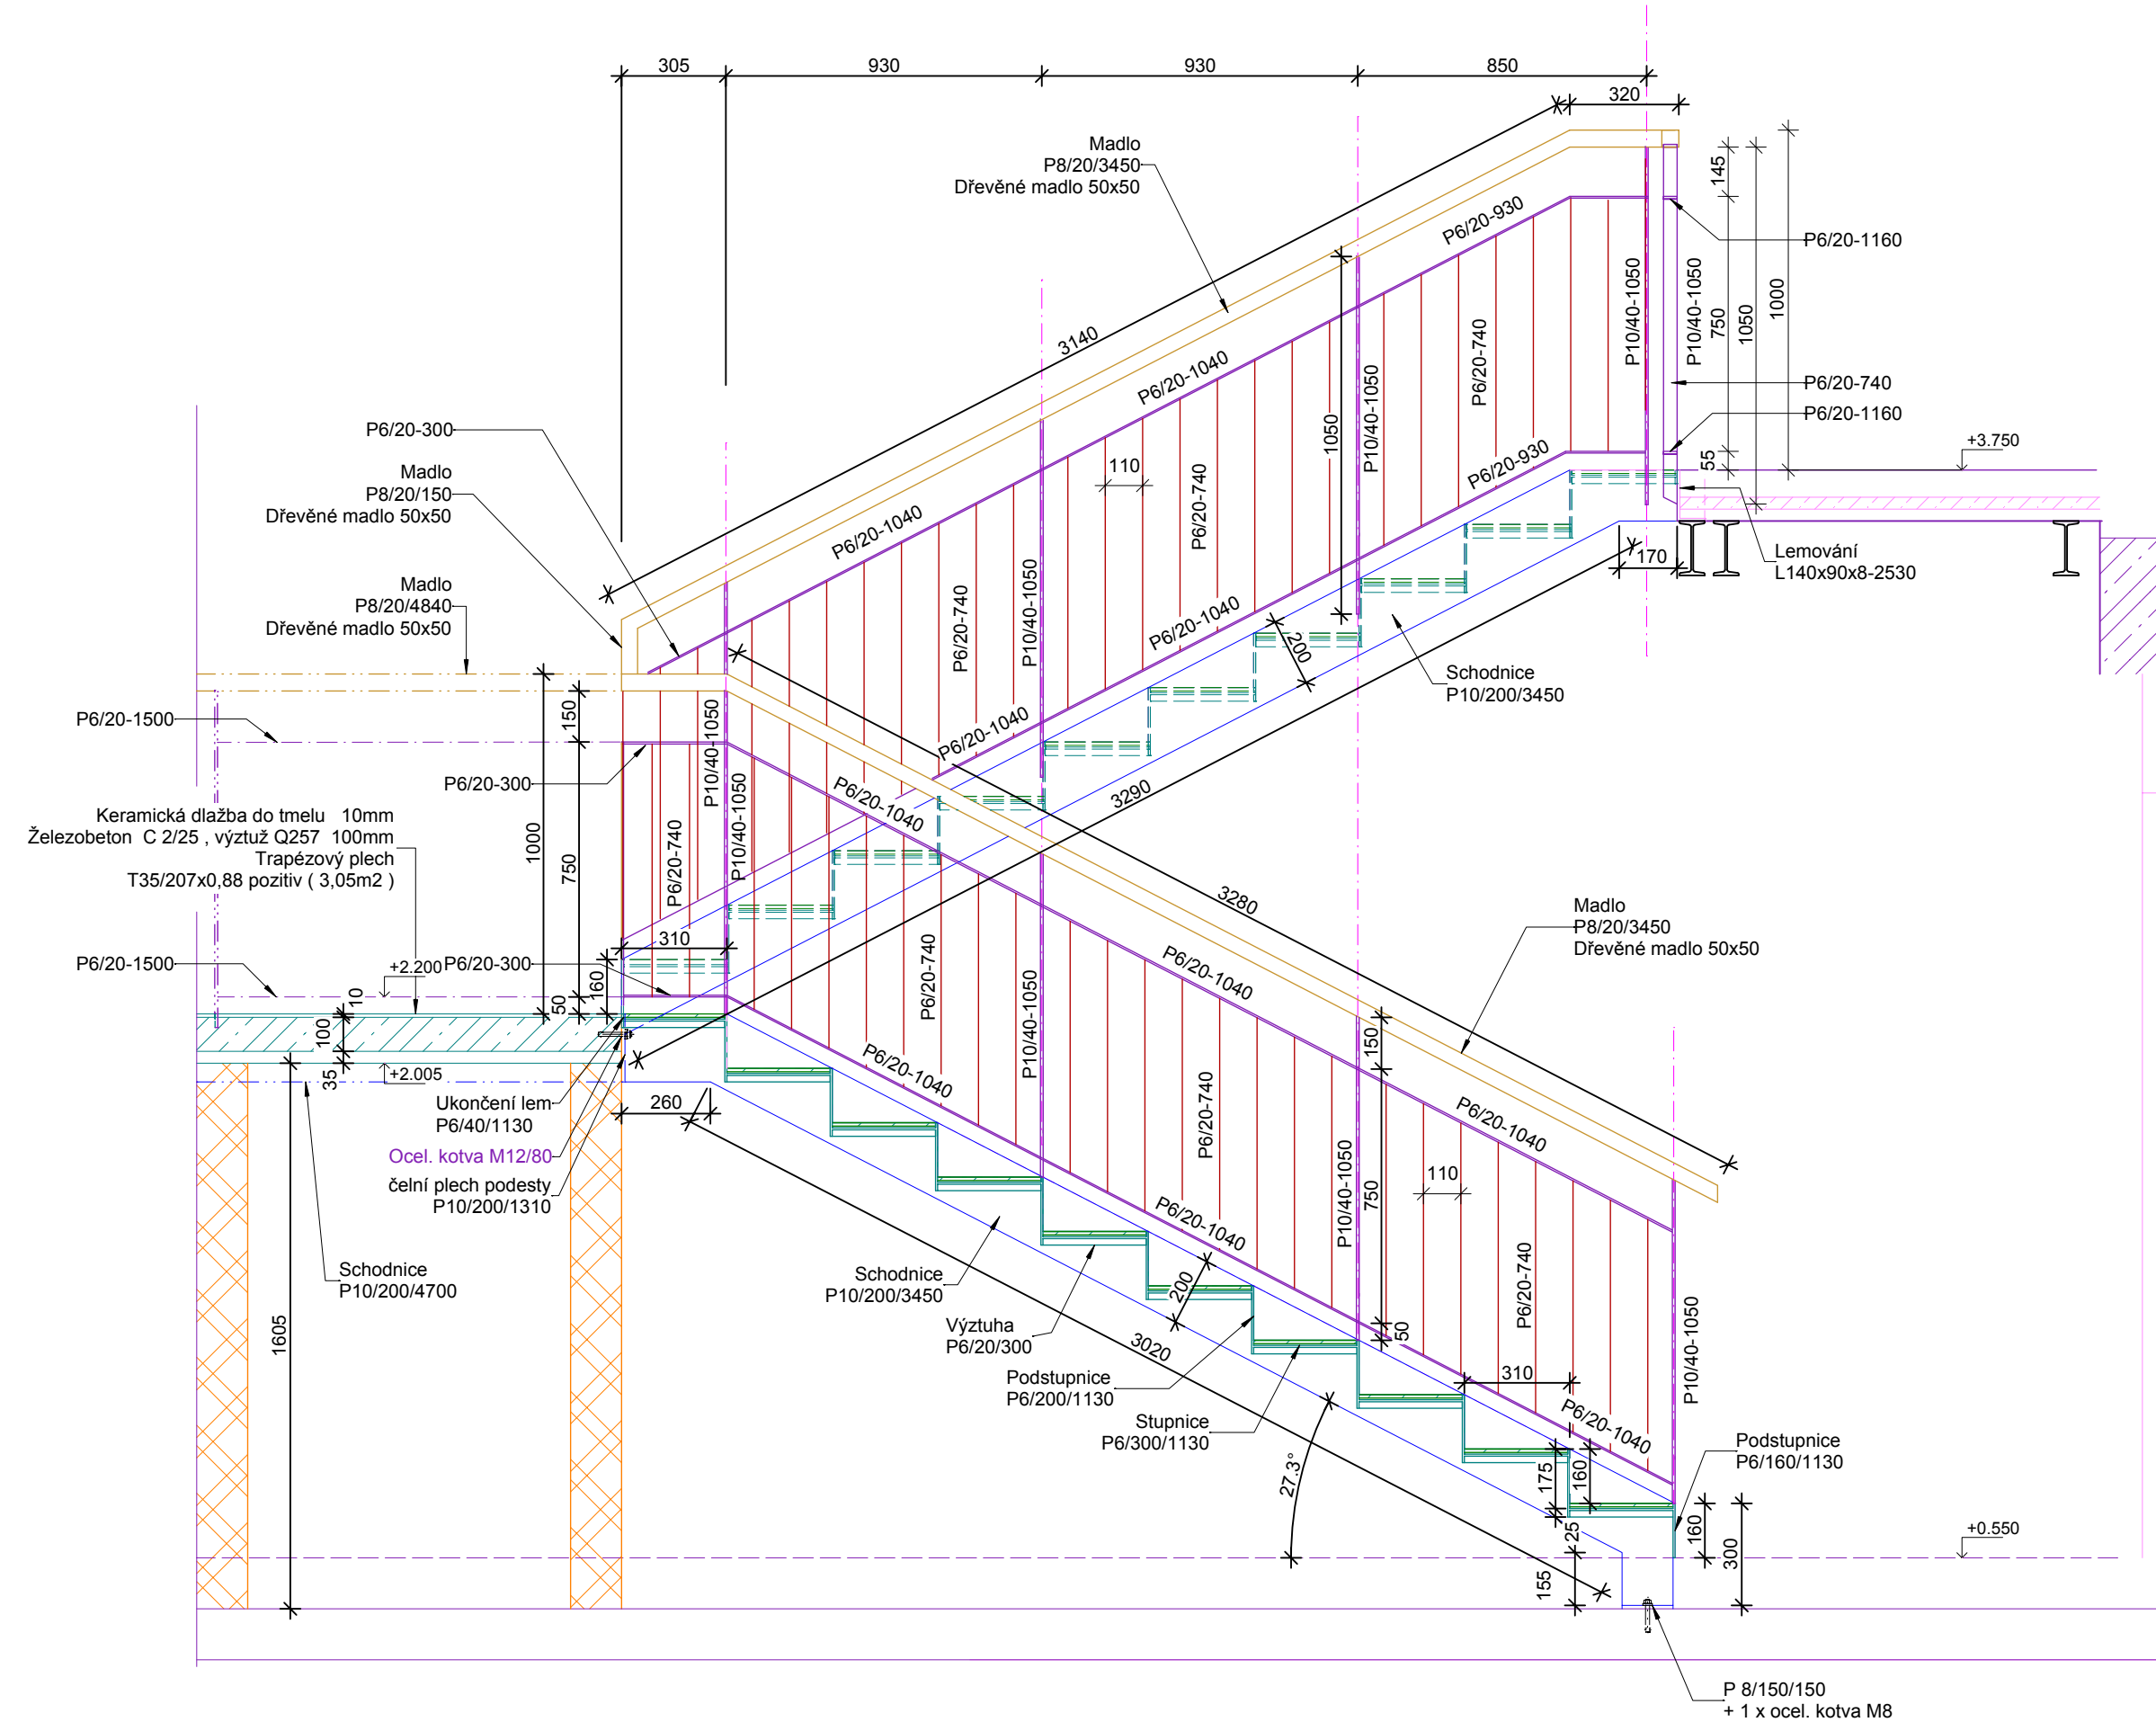 305
930
930
850
320
Madlo
P8/20/3450
Dřevěné madlo 50x50
145
P6/20-930
P6/20-1160
P10/40-1050
P10/40-1050
750
1050
1000
3140
P6/20-1040
P6/20-740
P10/40-1050
1050
P6/20-740
P6/20-1160
P6/20-300
+3.750
55
Madlo
P8/20/150
Dřevěné madlo 50x50
110
P6/20-740
P6/20-930
P6/20-1040
170
Lemování
L140x90x8-2530
Madlo
P8/20/4840
Dřevěné madlo 50x50
P6/20-740
P10/40-1050
P6/20-1040
200
Schodnice
P10/200/3450
P6/20-1500
150
P10/40-1050
P6/20-1040
P6/20-300
P10/40-1050
P6/20-1040
3290
Keramická dlažba do tmelu 10mm
Železobeton C 2/25 , výztuž Q257 100mm
Trapézový plech
T35/207x0,88 pozitiv ( 3,05m2 )
1000
750
P6/20-740
3280
Madlo
P8/20/3450
Dřevěné madlo 50x50
310
P6/20-740
P10/40-1050
P6/20-1040
P6/20-1500
+2.200
P6/20-300
160
50
10
100
35
+2.005
P6/20-1040
150
Ukončení lem
P6/40/1130
260
P6/20-740
P6/20-1040
Ocel. kotva M12/80
čelní plech podesty
P10/200/1310
P10/40-1050
750
110
P6/20-1040
Schodnice
P10/200/4700
Schodnice
P10/200/3450
200
P6/20-740
1605
Výztuha
P6/20/300
3020
50
P10/40-1050
Podstupnice
P6/200/1130
310
Stupnice
P6/300/1130
P6/20-1040
Podstupnice
P6/160/1130
27.3°
175
160
25
160
300
+0.550
155
P 8/150/150
+ 1 x ocel. kotva M8